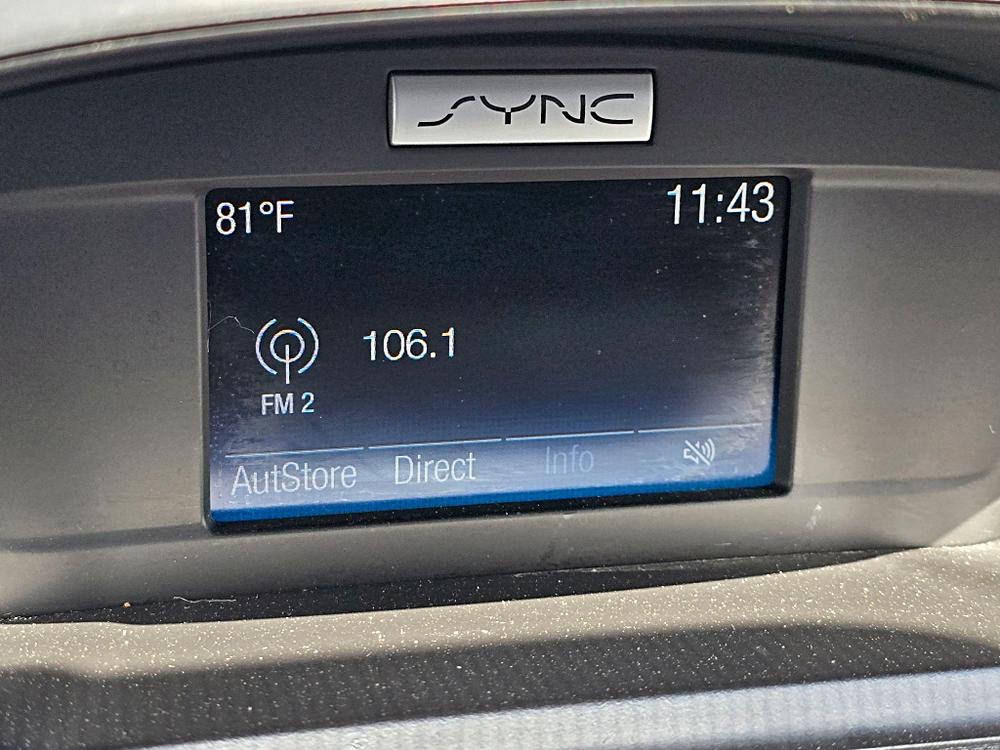 SYNC
81°F 11:43
106.1
FM 2
AutStore Direct Info